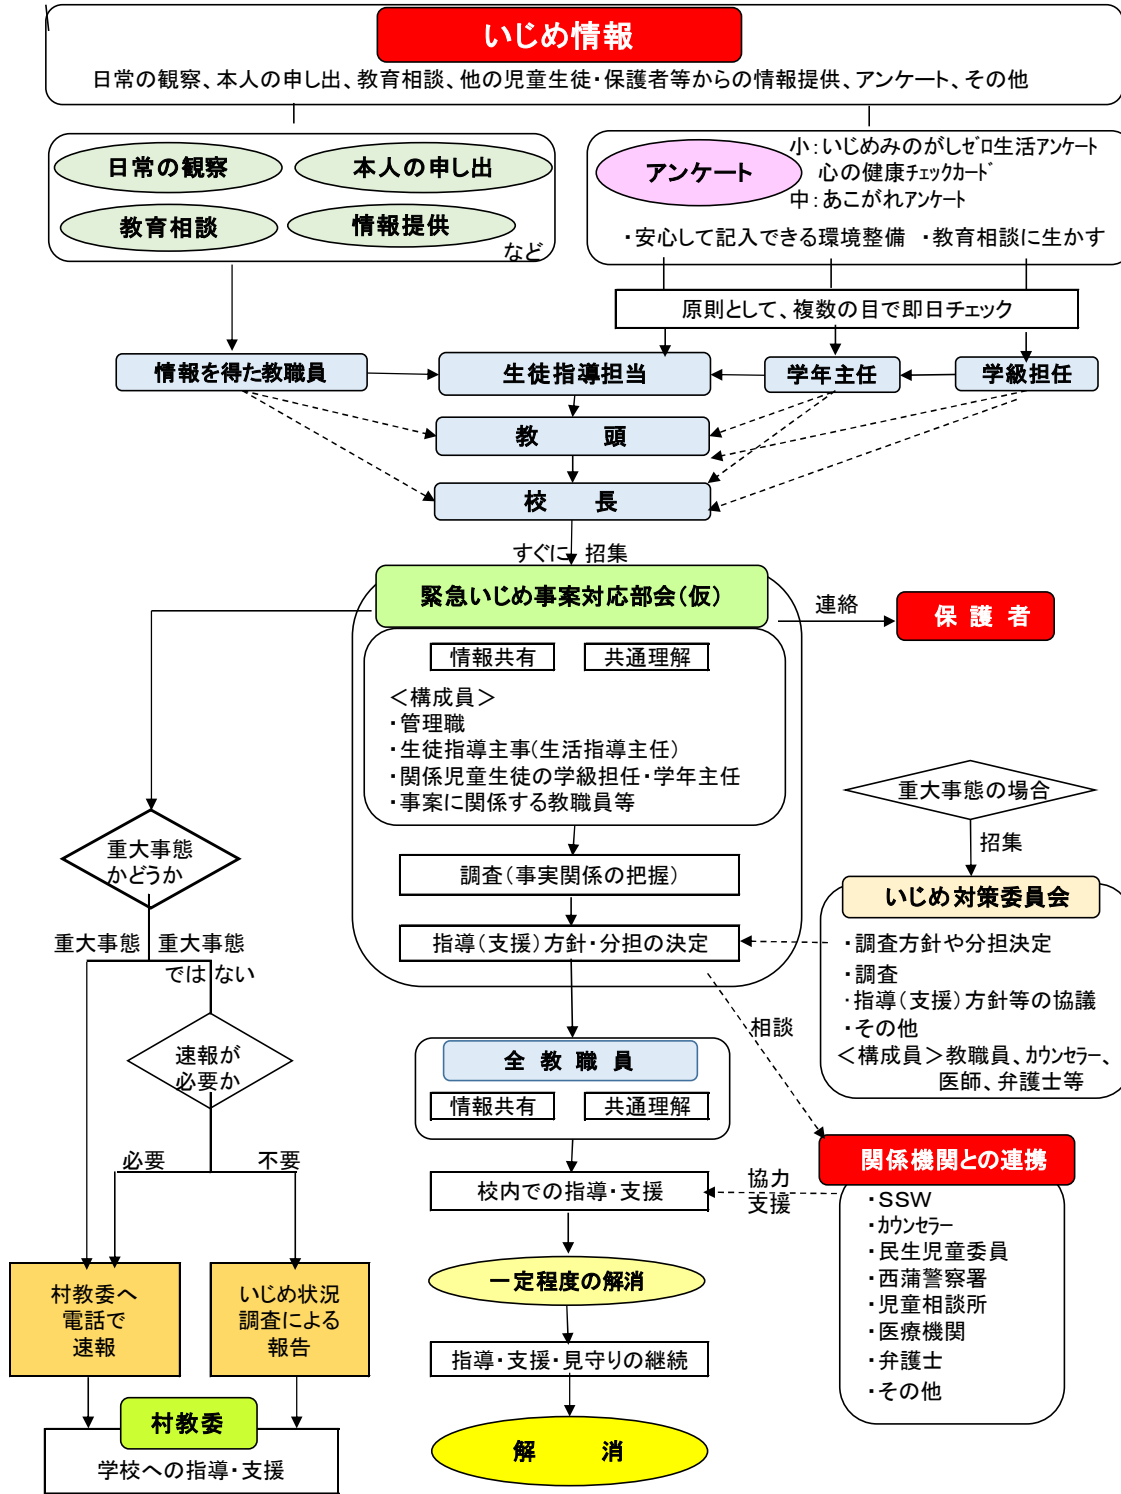 いじめ情報
日常の観察、本人の申し出、教育相談、他の児童生徒・保護者等からの情報提供、アンケート、その他
日常の観察
本人の申し出
教育相談
情報提供
など
アンケート
小：いじめみのがしｾﾞﾛ生活ｱﾝｹｰﾄ
心の健康ﾁｪｯｸｶｰﾄﾞ
中：あこがれｱﾝｹｰﾄ
・安心して記入できる環境整備　・教育相談に生かす
原則として、複数の目で即日チェック
情報を得た教職員
生徒指導担当
学年主任
学級担任
教　頭
校　長
すぐに 招集
緊急いじめ事案対応部会（仮）
連絡
保 護 者
情報共有
共通理解
＜構成員＞
・管理職
・生徒指導主事（生活指導主任）
・関係児童生徒の学級担任・学年主任
・事案に関係する教職員等
調査（事実関係の把握）
指導（支援）方針・分担の決定
重大事態の場合
招集
いじめ対策委員会
・調査方針や分担決定
・調査
・指導（支援）方針等の協議
・その他
＜構成員＞教職員、ｶｳﾝｾﾗｰ、
医師、弁護士等
重大事態
かどうか
重大事態
重大事態
ではない
速報が
必要か
必要
不要
村教委へ
電話で
速報
いじめ状況
調査による
報告
村教委
学校への指導・支援
相談
全 教 職 員
情報共有
共通理解
校内での指導・支援
協力
支援
関係機関との連携
・ＳＳＷ
・ｶｳﾝｾﾗｰ
・民生児童委員
・西蒲警察署
・児童相談所
・医療機関
・弁護士
・その他
一定程度の解消
指導・支援・見守りの継続
解　消